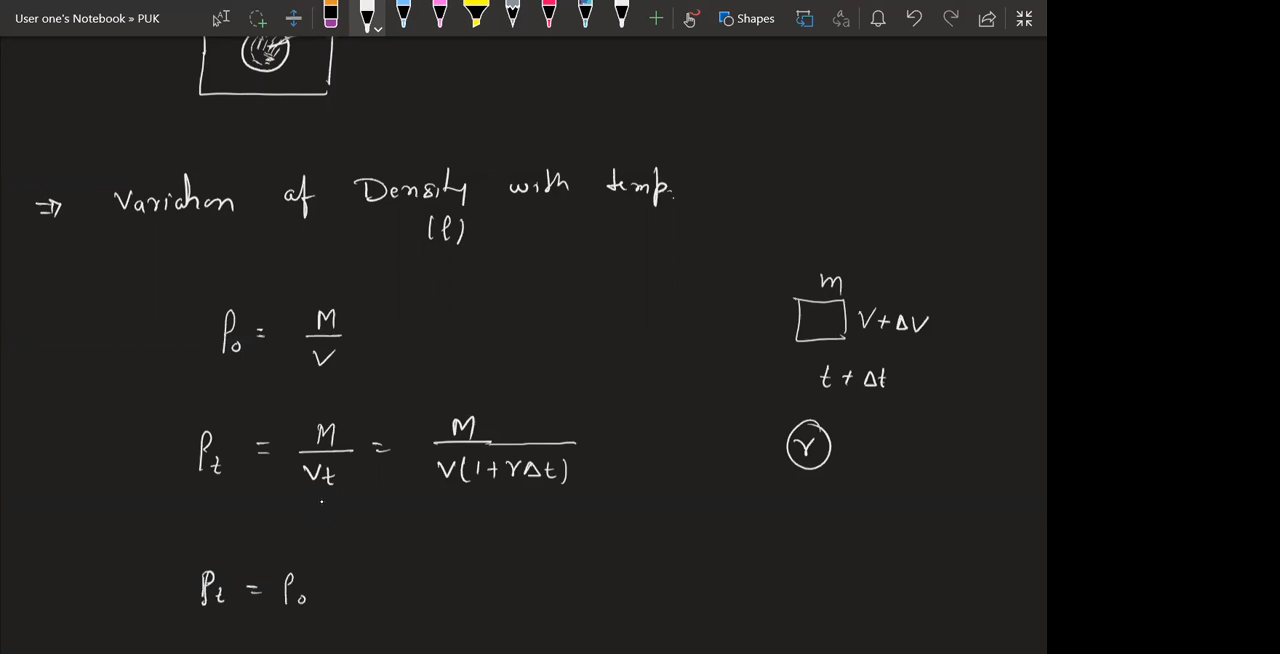 User one's Notebook » PUK
Shapes
⇒ Variation of Density with temp.
(ρ)
m
V + ΔV
t + Δt
γ
ρ₀ = M / V
ρt = M / Vt = M / V(1+γΔt)
ρt = ρ₀